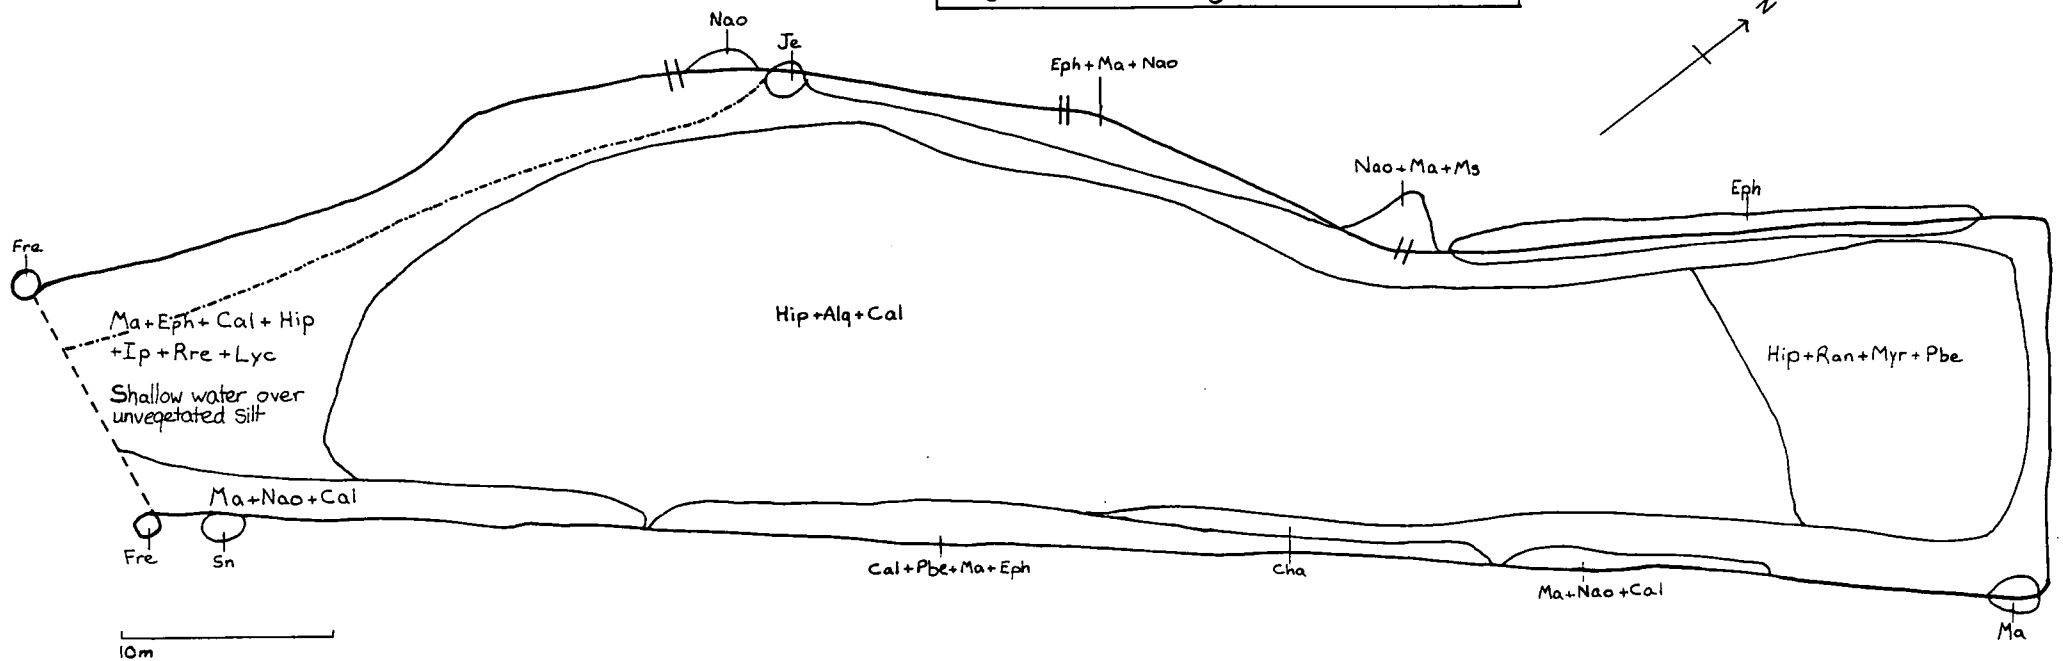 N
Nao
Je
Eph+Ma+Nao
Nao+Ma+Ms
Eph
Fre
Ma+Eph+Cal+Hip
+Ip+Rre+Lyc
Shallow water over
unvegetated silt
Hip+Alg+Cal
Hip+Ran+Myr+Pbe
Ma+Nao+Cal
Fre
Sn
Cal+Pbe+Ma+Eph
Cha
Ma+Nao+Cal
Ma
10m